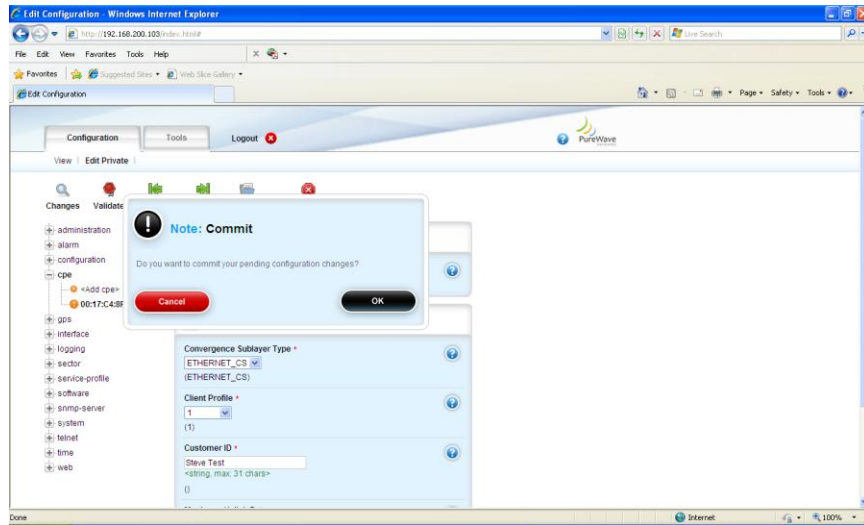 Edit Configuration - Windows Internet Explorer
http://192.168.200.103/index.html#
Live Search
File Edit View Favorites Tools Help
Favorites Suggested Sites Web Slice Gallery
Edit Configuration
Page Safety Tools
Configuration Tools Logout
PureWave
View Edit Private
Changes Validate
Note: Commit
Do you want to commit your pending configuration changes?
Cancel OK
administration
alarm
configuration
cpe
<Add cpe>
gps
interface
logging
sector
service-profile
software
snmp-server
system
telnet
time
web
Convergence Sublayer Type *
ETHERNET_CS
(ETHERNET_CS)
Client Profile *
1
(1)
Customer ID *
Steve Test
<string, max: 31 chars>
()
Done
Internet
100%